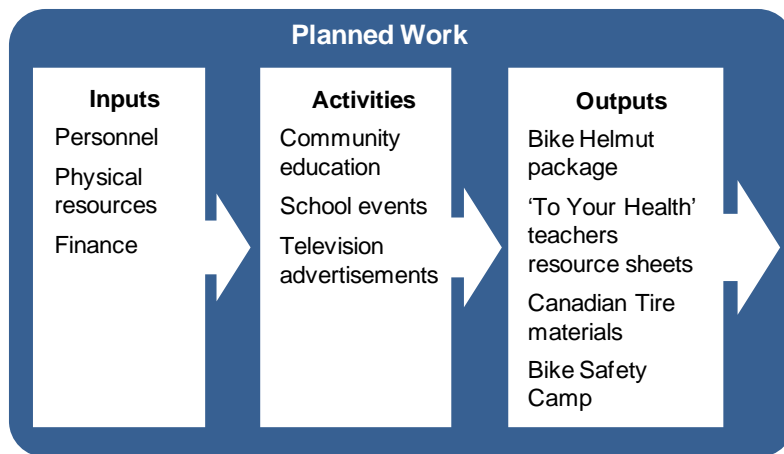 Planned Work
Inputs
Personnel
Physical
resources
Finance
Activities
Community
education
School events
Television
advertisements
Outputs
Bike Helmut
package
‘To Your Health’
teachers
resource sheets
Canadian Tire
materials
Bike Safety
Camp